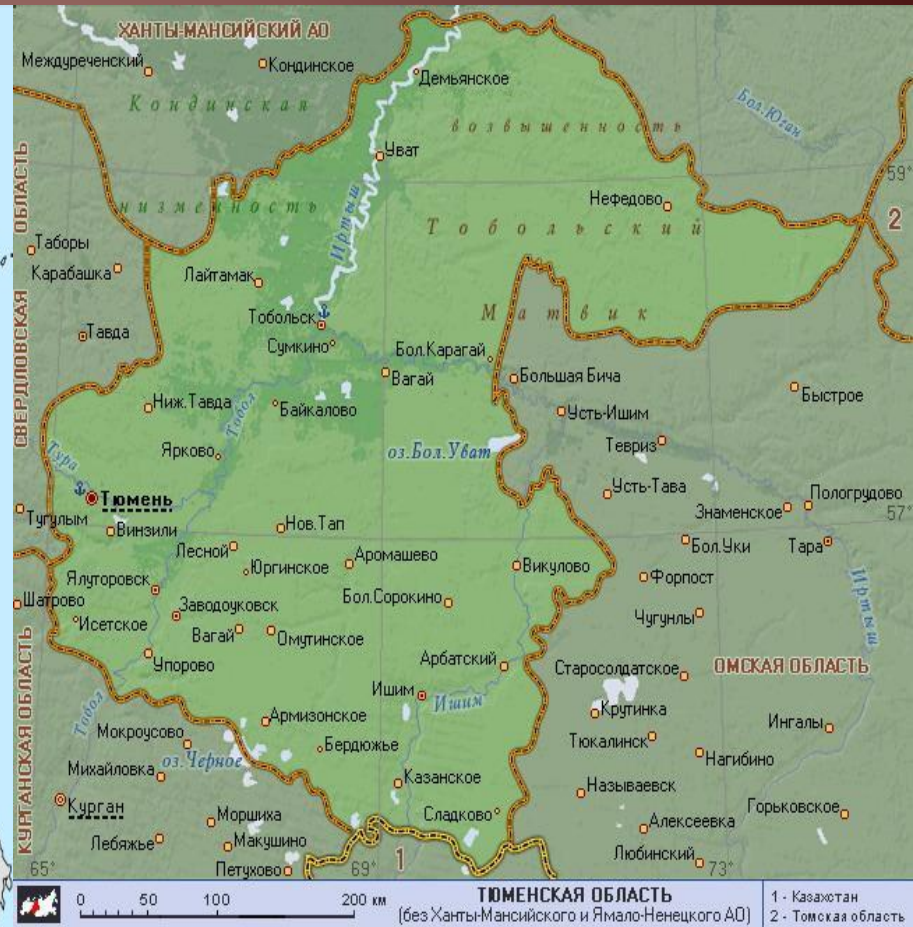 ХАНТЫ-МАНСИЙСКИЙ АО
Междуреченский
Кондинское
Демьянское
Кондинская
Бол.Юган
возвышенность
Уват
59°
СВЕРДЛОВСКАЯ ОБЛАСТЬ
низменность
Иртыш
Нефедово
Тобольский
2
Таборы
Карабашка
Лайтамак
Тобольск
Матвик
Тавда
Сумкино
Бол.Карагай
Вагай
Большая Бича
Быстрое
Ниж.Тавда
Тобол
Байкалово
Усть-Ишим
Тевриз
Ярково
оз.Бол.Уват
Тура
Тюмень
Усть-Тава
Пологрудово
Знаменское
57°
Тугулым
Винзили
Нов.Тап
Лесной
Аромашево
Бол.Уки
Тара
Юргинское
Викулово
Форпост
Ялуторовск
Шатрово
Заводоуковск
Бол.Сорокино
Чугунлы
Иртыш
Исетское
Вагай
Омутинское
КУРГАНСКАЯ ОБЛАСТЬ
Упорово
Арбатский
Старосолдатское
ОМСКАЯ ОБЛАСТЬ
Ишим
Ишим
Тобол
Армизонское
Крутинка
Ингалы
Мокроусово
Бердюжье
Тюкалинск
Нагибино
оз.Черное
Михайловка
Казанское
Называевск
Курган
Моршиха
Сладково
Горьковское
Лебяжье
Макушино
Алексеевка
Петухово
1
Любинский
65°
69°
73°
0 50 100 200 км
ТЮМЕНСКАЯ ОБЛАСТЬ
(без Ханты-Мансийского и Ямало-Ненецкого АО)
1 - Казахстан
2 - Томская область